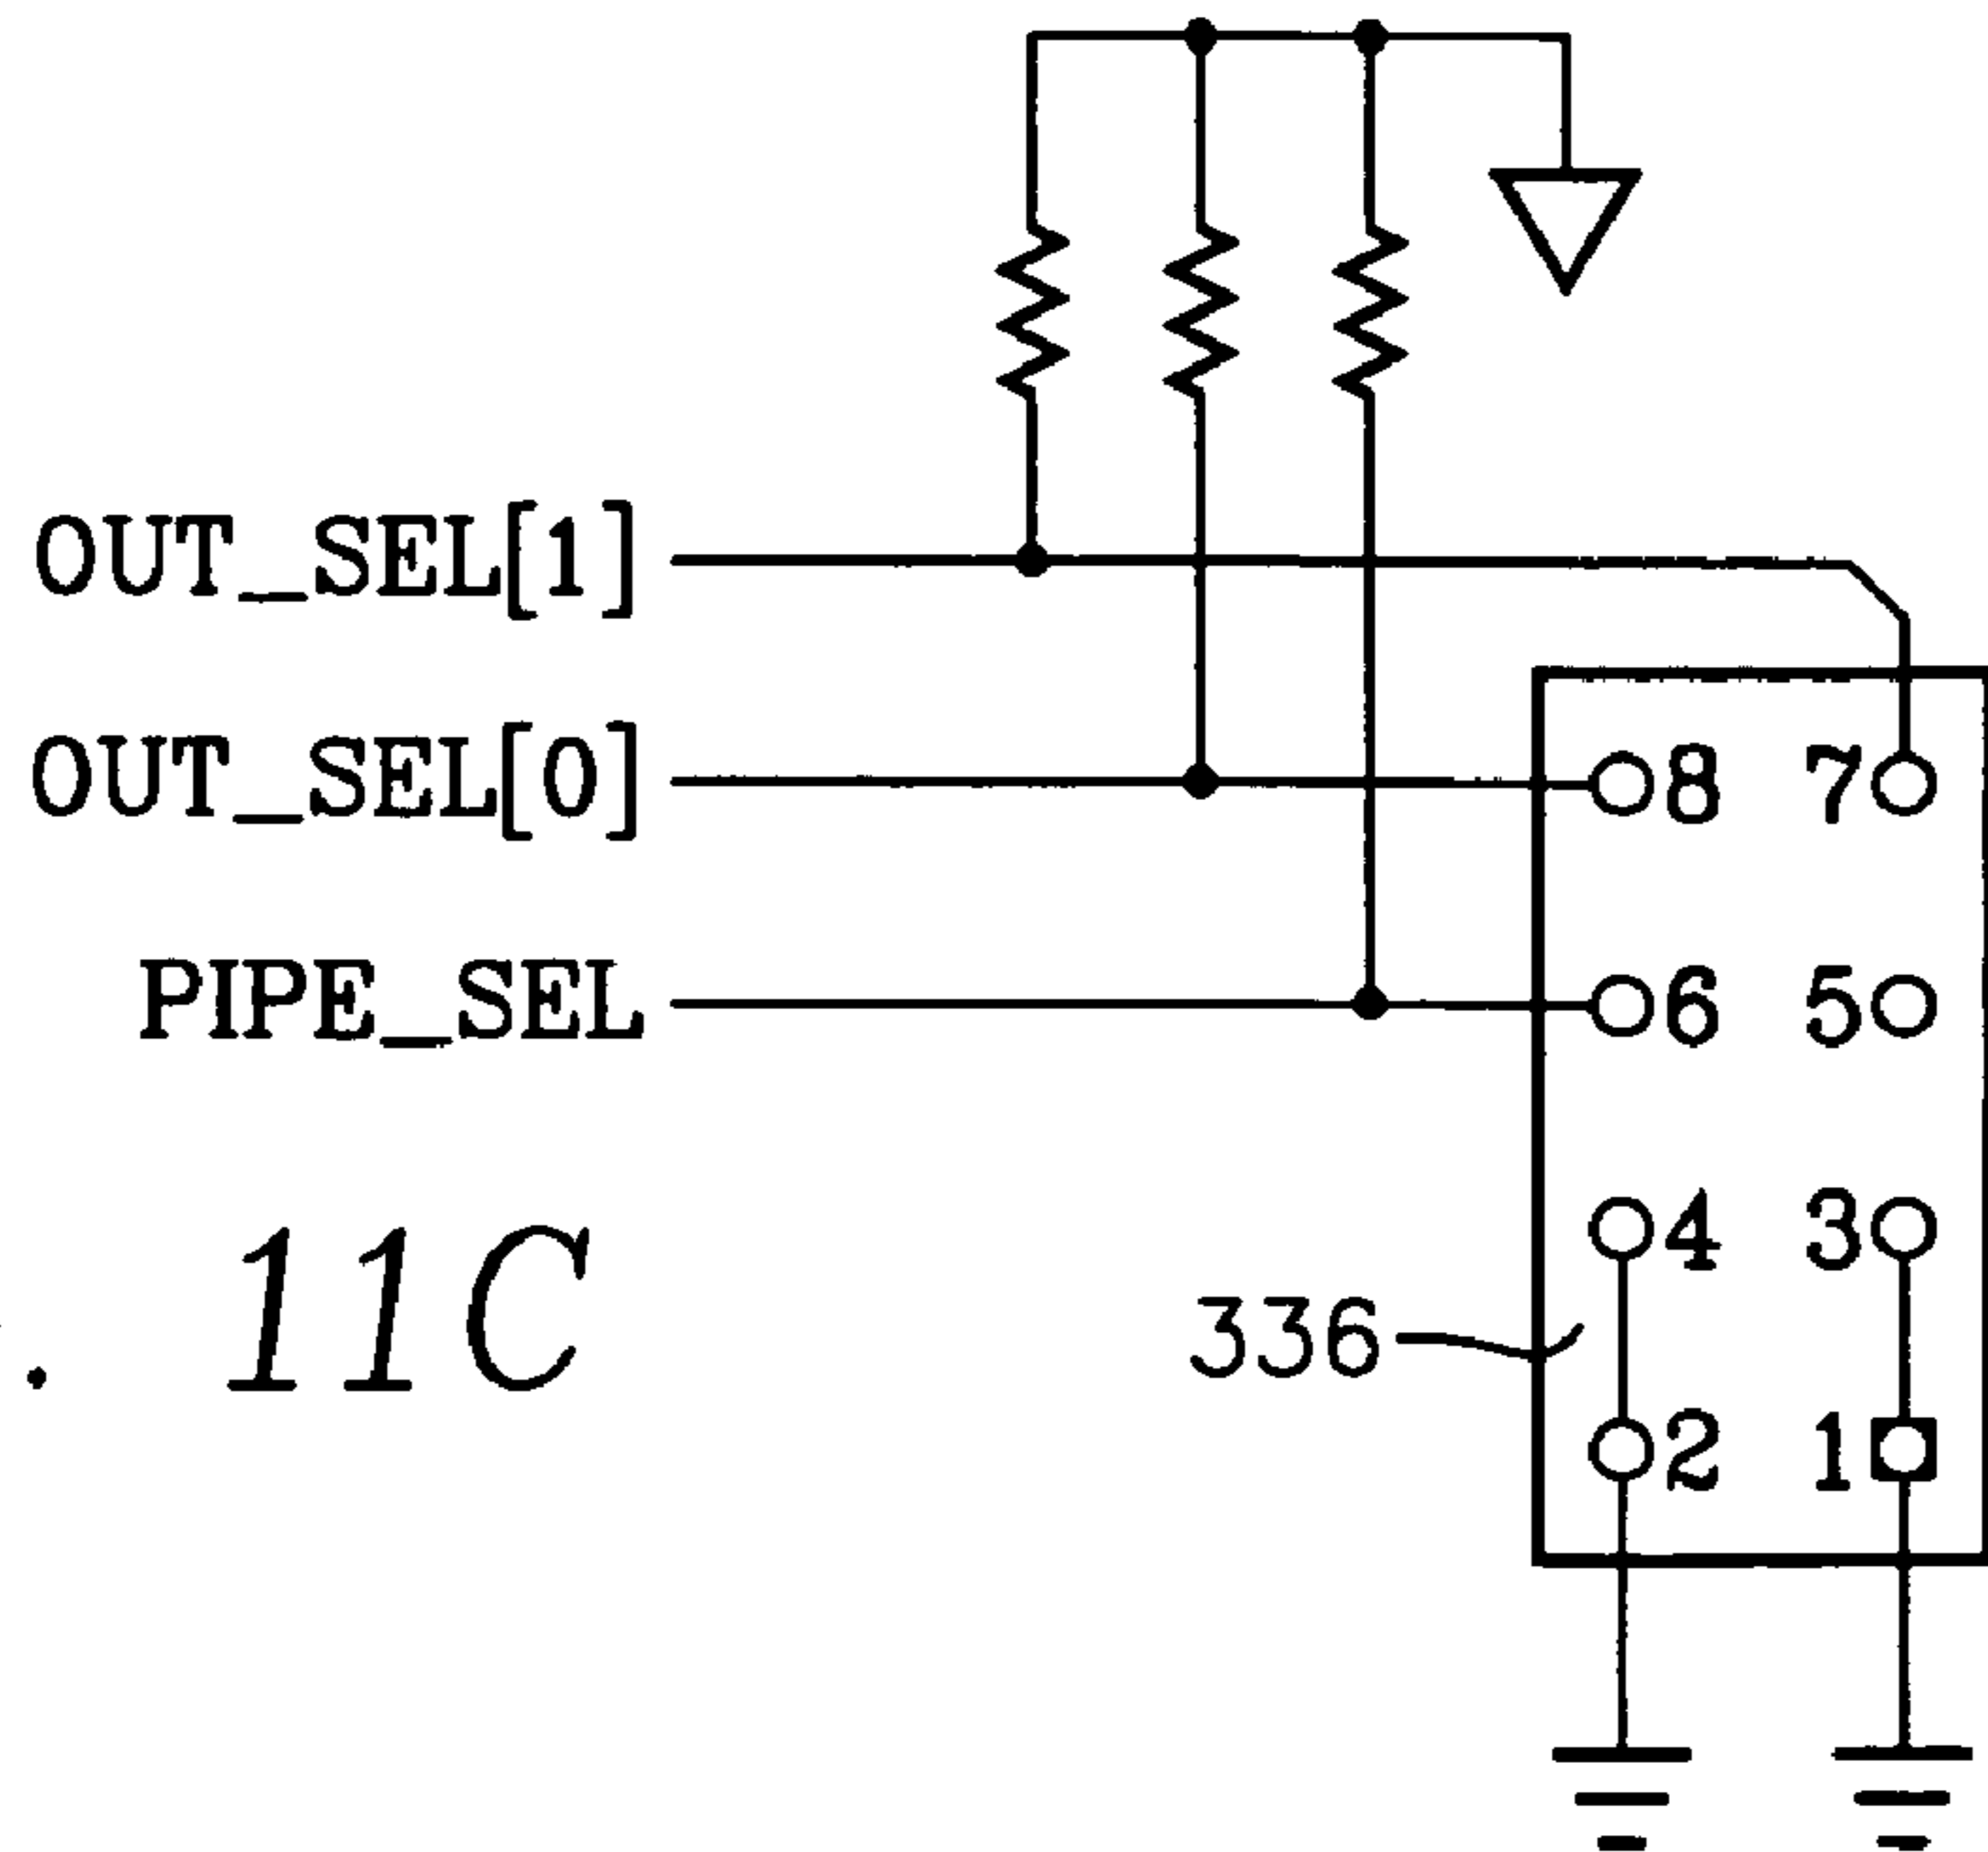 OUT_SEL[1]
OUT_SEL[0]
8 7
PIPE_SEL
6 5
4 3
. 11C
336
2 1